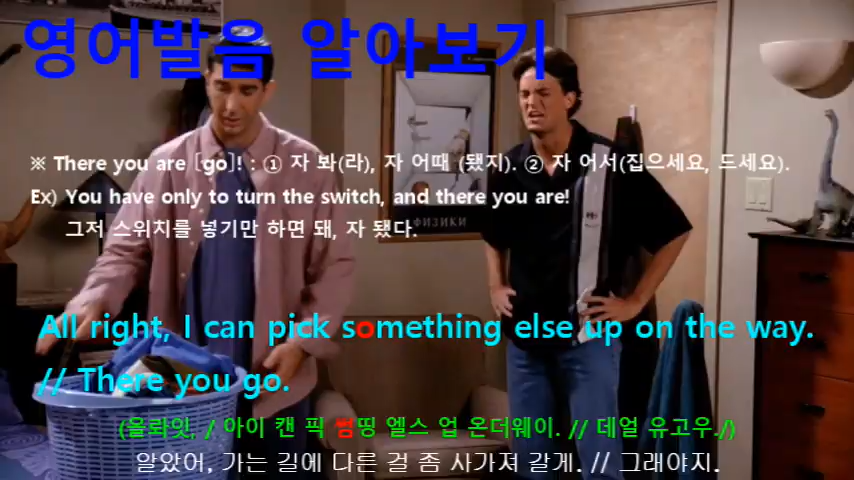 영어발음 알아보기
※ There you are [go]! : ① 자 봐(라), 자 어때 (됐지). ② 자 어서(집으세요, 드세요).
Ex) You have only to turn the switch, and there you are!
그저 스위치를 넣기만 하면 돼, 자 됐다.
ФИЗИКИ
All right, I can pick something else up on the way.
// There you go.
(올롸잇, / 아이 캔 픽 썸띵 엘스 업 온더웨이. // 데얼 유고우./)
알았어, 가는 길에 다른 걸 좀 사가져 갈게. // 그래야지.